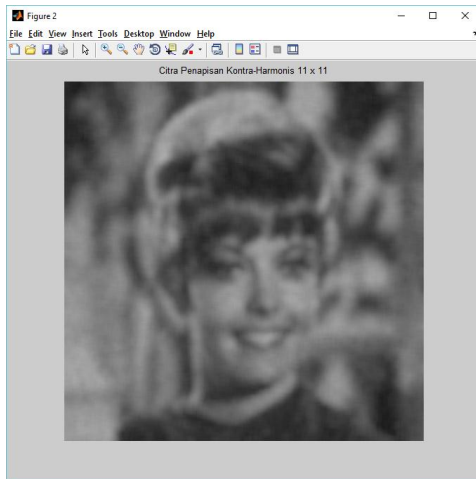 Figure 2
File Edit View Insert Tools Desktop Window Help
Citra Penapisan Kontra-Harmonis 11 x 11